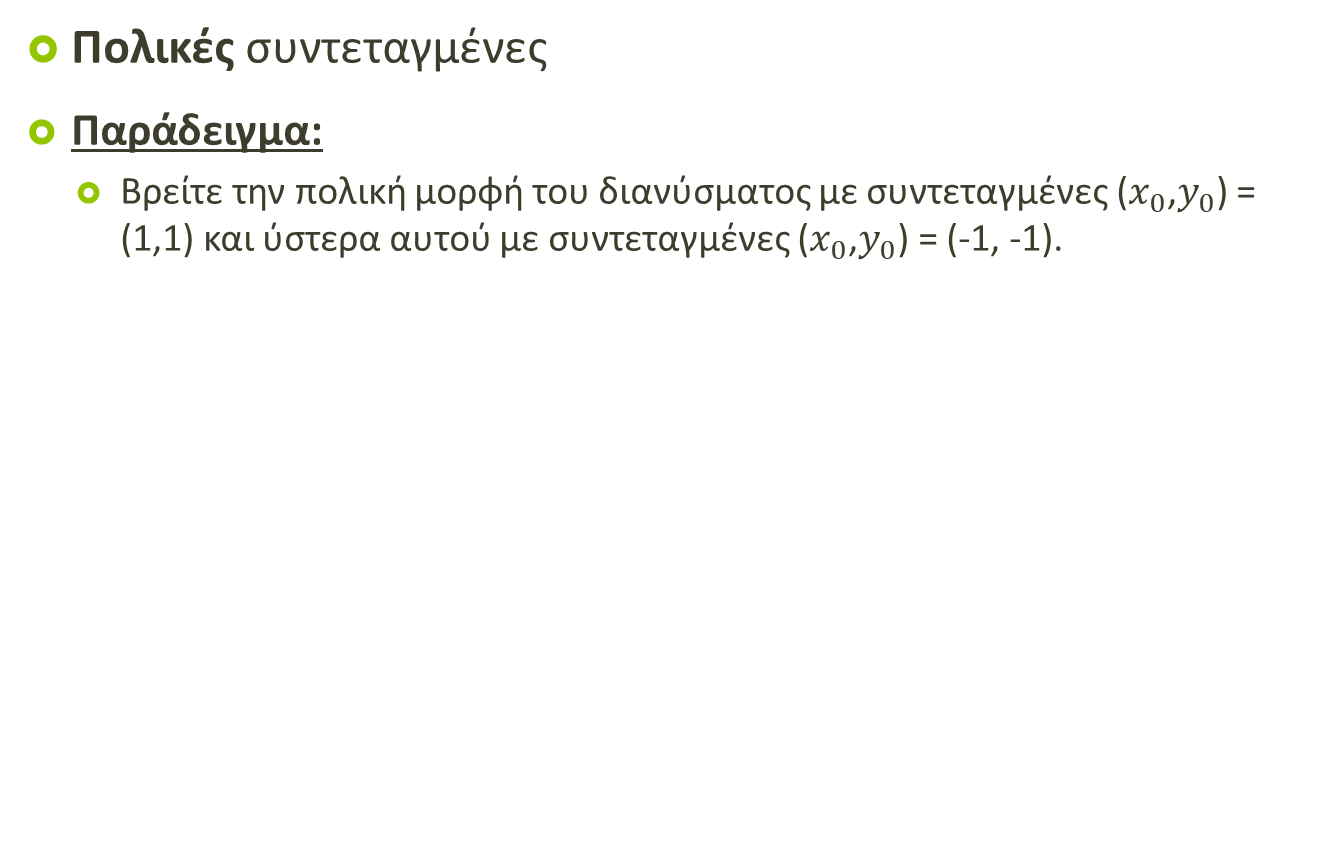 Πολικές συντεταγμένες
Παράδειγμα:
Βρείτε την πολική μορφή του διανύσματος με συντεταγμένες (𝑥₀,𝑦₀) =
(1,1) και ύστερα αυτού με συντεταγμένες (𝑥₀,𝑦₀) = (-1, -1).